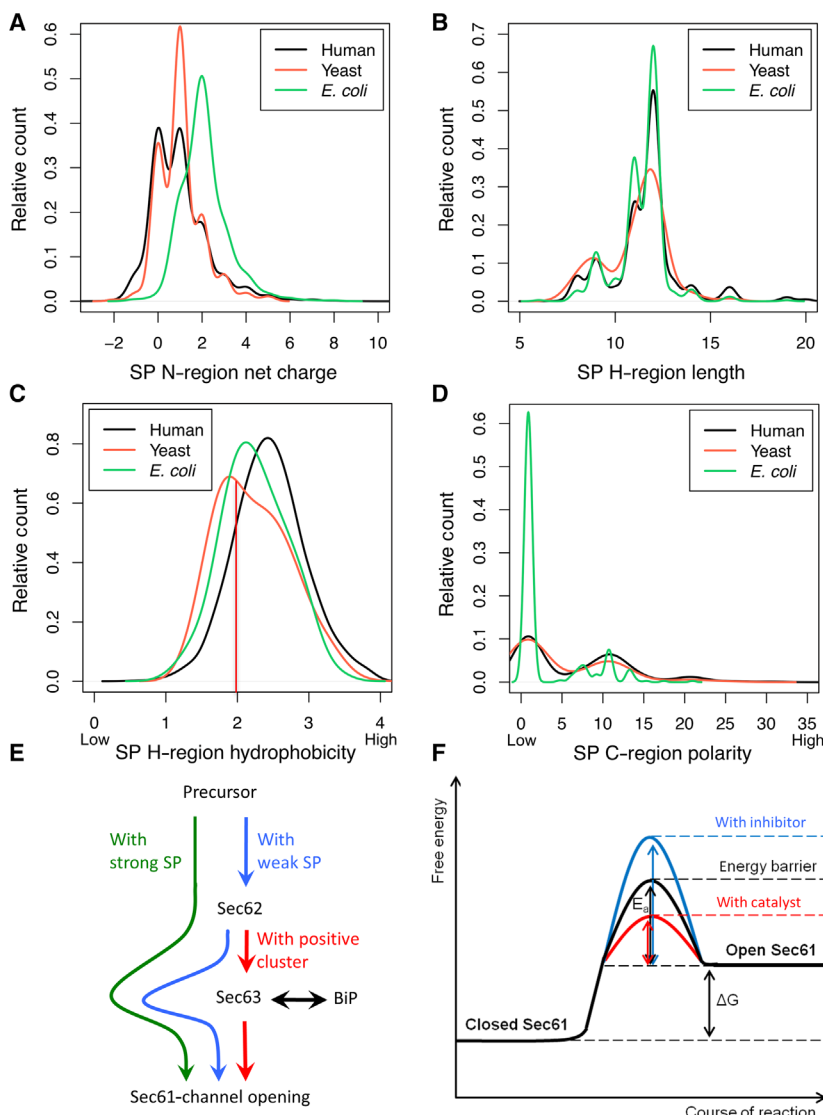 A
Relative count
0.0 0.1 0.2 0.3 0.4 0.5 0.6
Human
Yeast
E. coli
−2 0 2 4 6 8 10
SP N−region net charge
B
Relative count
0.0 0.1 0.2 0.3 0.4 0.5 0.6 0.7
Human
Yeast
E. coli
5 10 15 20
SP H−region length
C
Relative count
0.0 0.2 0.4 0.6 0.8
Human
Yeast
E. coli
0 1 2 3 4
Low High
SP H−region hydrophobicity
D
Relative count
0.0 0.1 0.2 0.3 0.4 0.5 0.6
Human
Yeast
E. coli
0 5 10 15 20 25 30 35
Low High
SP C−region polarity
E
Precursor
With
strong SP
With
weak SP
Sec62
With positive
cluster
Sec63
BiP
Sec61-channel opening
F
Free energy
With inhibitor
Energy barrier
With catalyst
Ea
Open Sec61
ΔG
Closed Sec61
Course of reaction